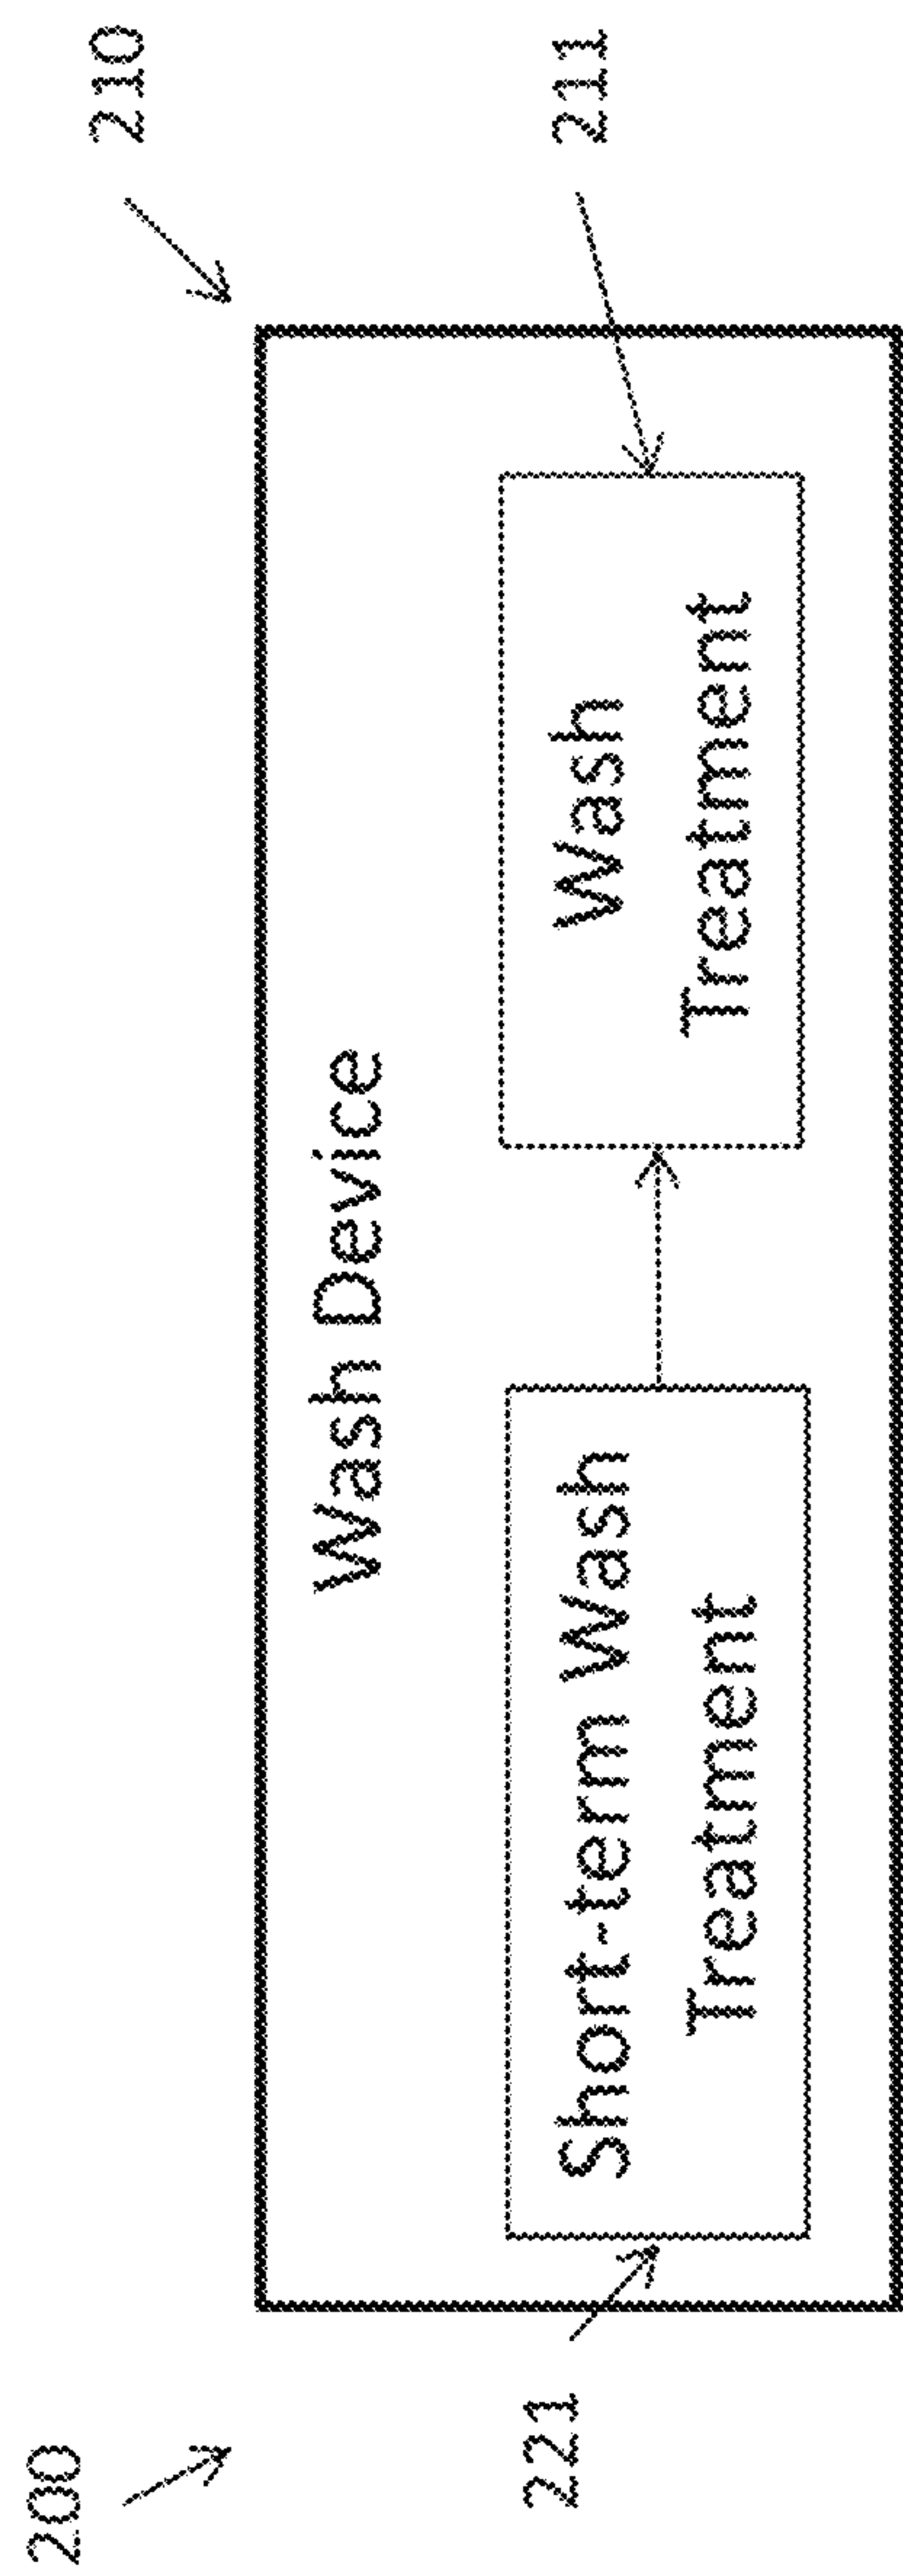 200
210
Wash Device
221
Short-term Wash
Treatment
211
Wash
Treatment